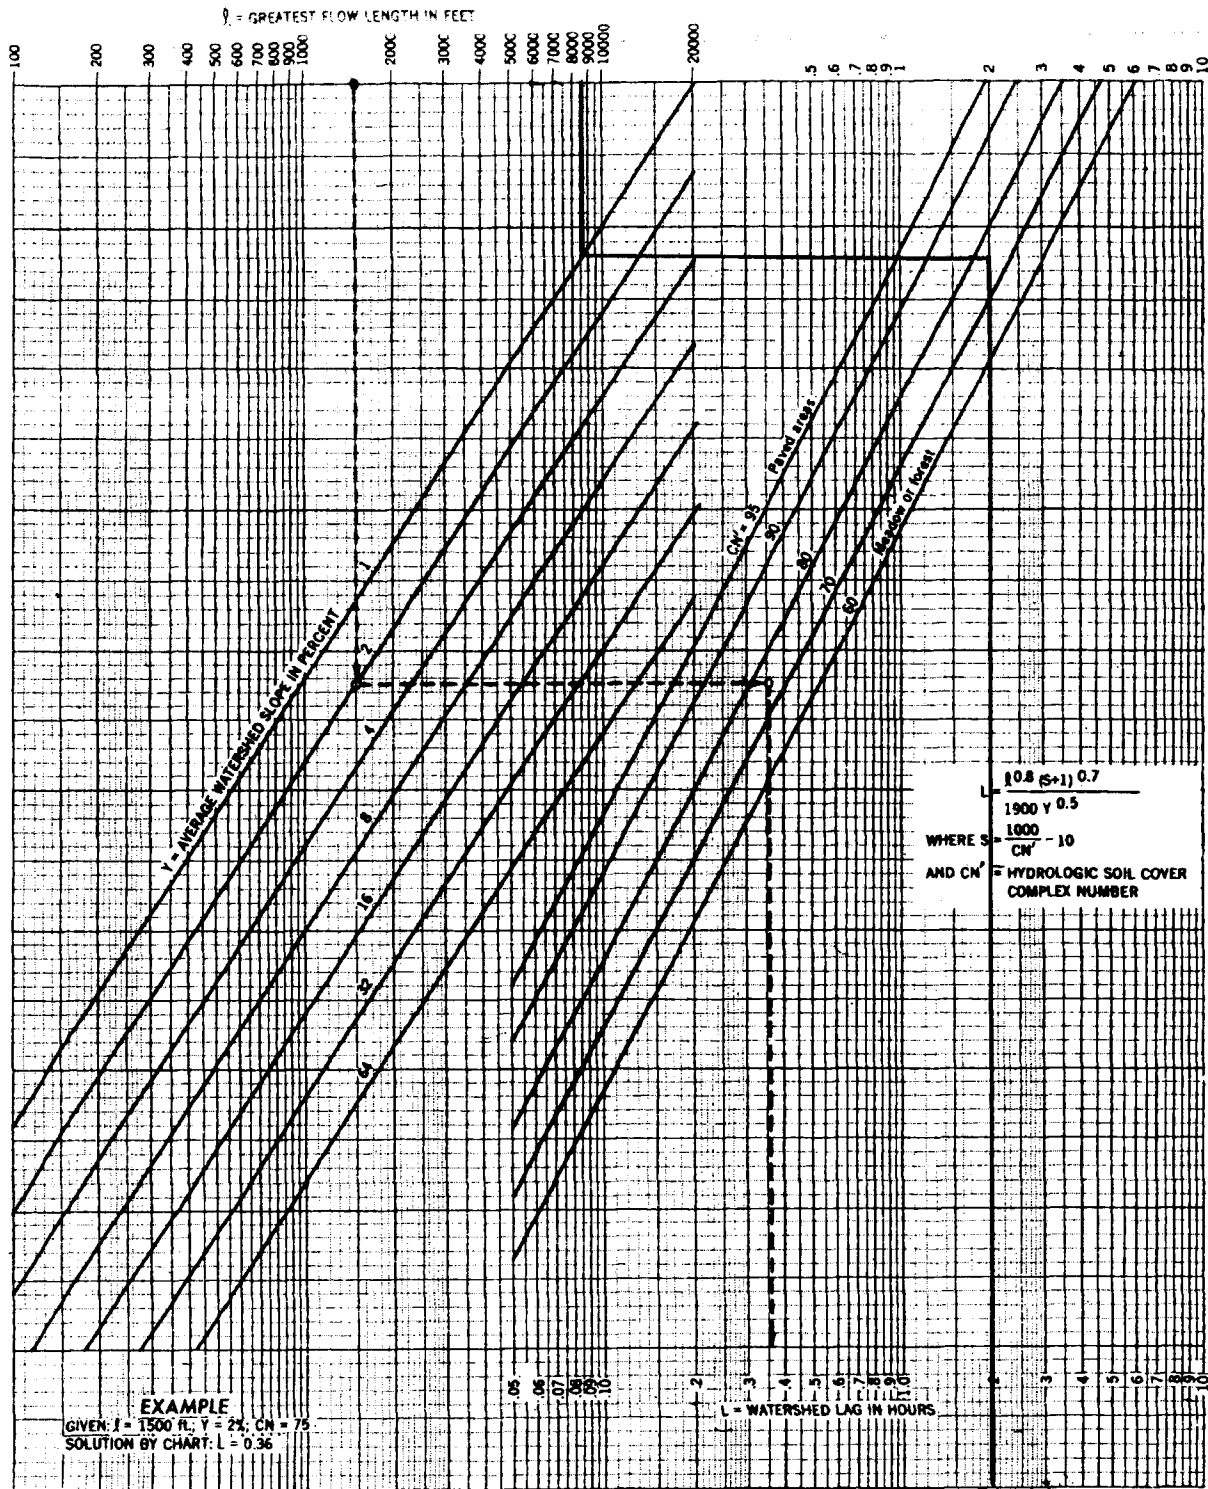 ℓ = GREATEST FLOW LENGTH IN FEET
100 200 300 400 500 600 700 800 900 1000 2000 3000 4000 5000 6000 7000 8000 9000 10000 20000 .5 .6 .7 .8 .9 1 2 3 4 5 6 7 8 9 10
Y = AVERAGE WATERSHED SLOPE IN PERCENT
1
2
4
8
16
32
64
CN' = 95
Paved areas
90
80
70
60
Meadow or forest
L = ℓ^0.8 (S+1)^0.7
1900 Y^0.5
WHERE S = 1000
CN' - 10
AND CN' = HYDROLOGIC SOIL COVER
COMPLEX NUMBER
.05 .06 .07 .08 .09 .10 .2 .3 .4 .5 .6 .7 .8 .9 1.0 2 3 4 5 6 7 8 9 10
L = WATERSHED LAG IN HOURS
EXAMPLE
GIVEN: ℓ = 1500 ft., Y = 2%, CN = 75
SOLUTION BY CHART: L = 0.36